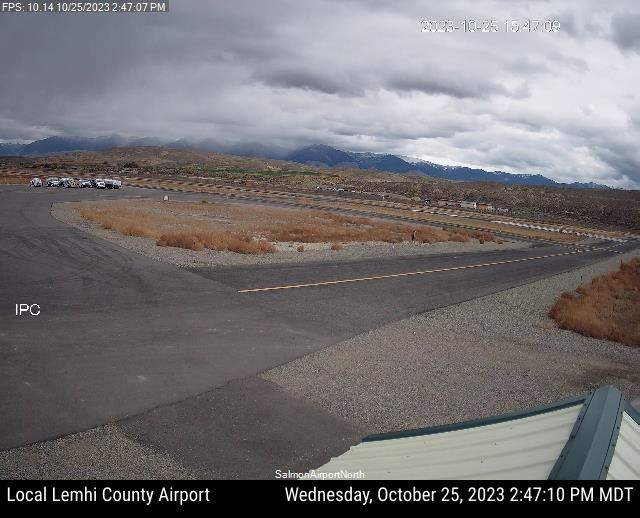 FPS: 10.14 10/25/2023 2:47:07 PM
2023-10-25 15:47:09
IPC
SalmonAirportNorth
Local Lemhi County Airport Wednesday, October 25, 2023 2:47:10 PM MDT